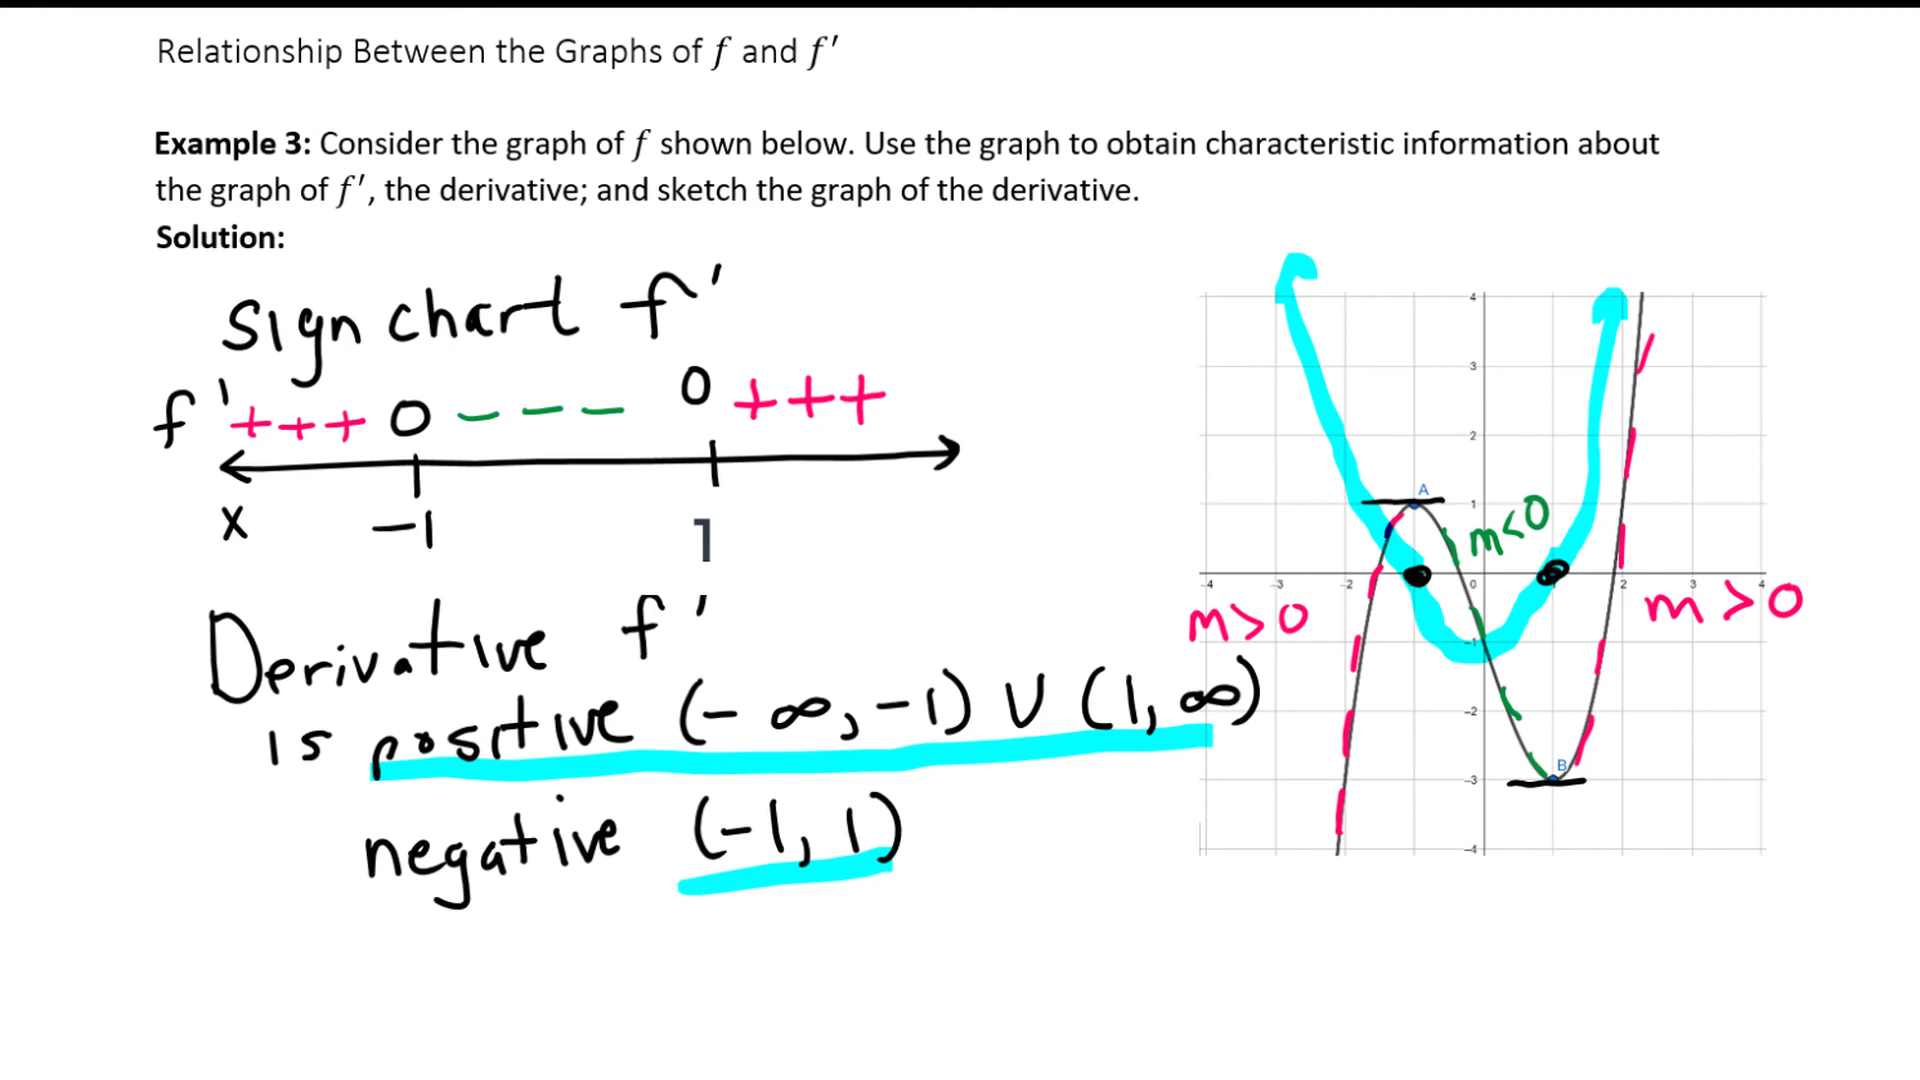 Relationship Between the Graphs of f and f′
Example 3: Consider the graph of f shown below. Use the graph to obtain characteristic information about
the graph of f′, the derivative; and sketch the graph of the derivative.
Solution:
Sign chart f'
f' +++ 0 --- 0 +++
x -1 1
Derivative f'
is positive (-∞,-1) ∪ (1,∞)
negative (-1,1)
4
3
2
A
1
m<0
-4 -3 -2 0 2 3 4
m>0
m>0
-1
-2
B
-3
-4